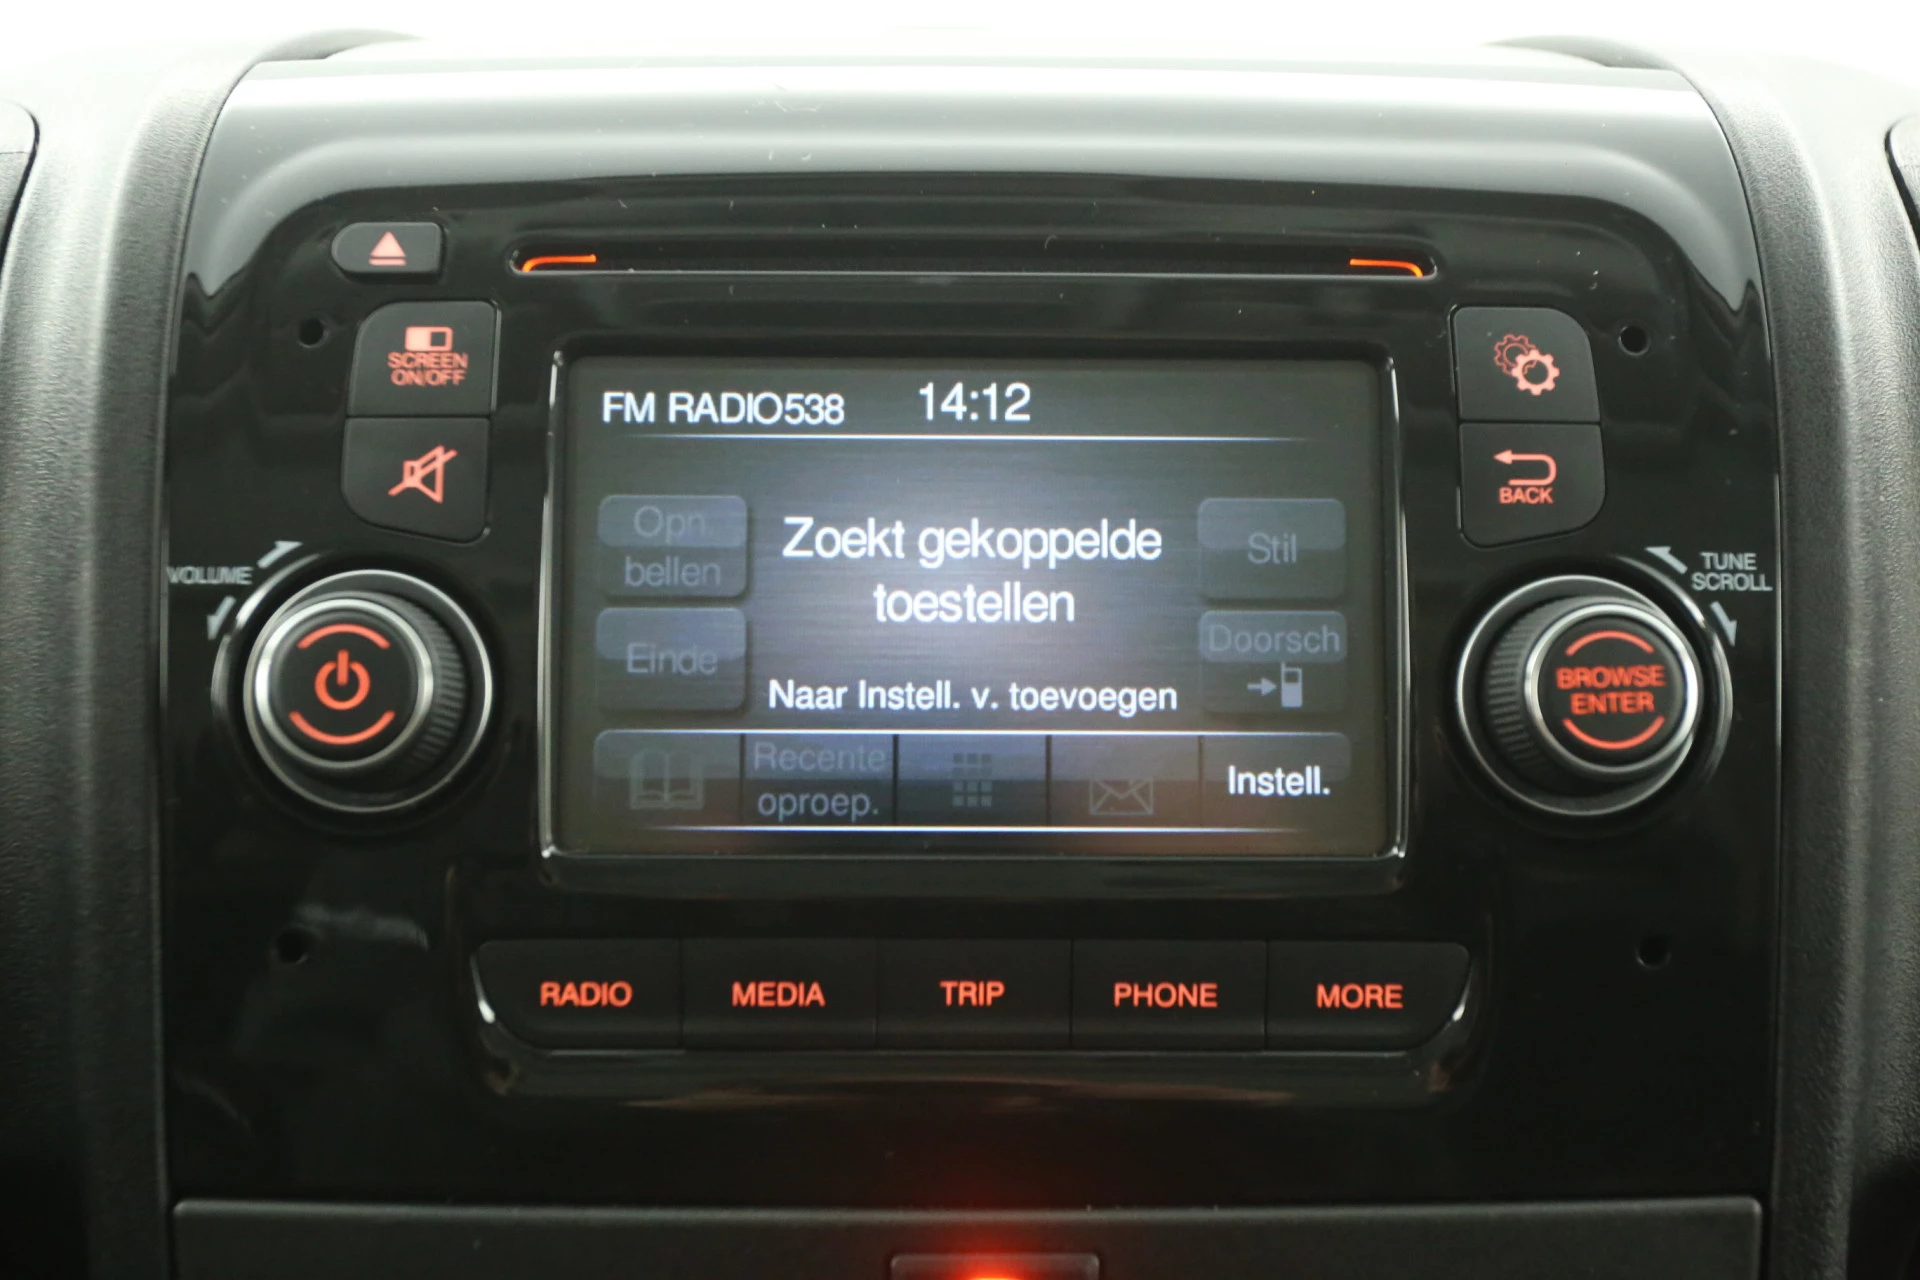 SCREEN
ON/OFF
VOLUME
FM RADIO538 14:12
Opn.
bellen
Zoekt gekoppelde
toestellen
Stil
Einde
Doorsch
Naar Instell. v. toevoegen
Recente
oproep.
Instell.
BACK
TUNE
SCROLL
BROWSE
ENTER
RADIO MEDIA TRIP PHONE MORE